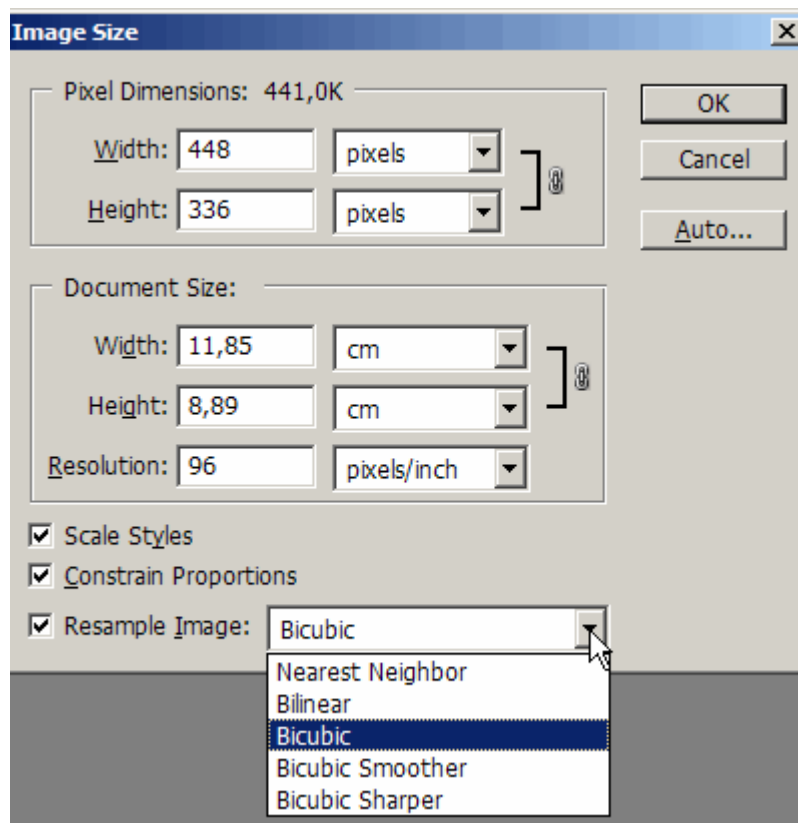 Image Size
Pixel Dimensions: 441,0K
OK
Width: 448 pixels
Cancel
Height: 336 pixels
Auto...
Document Size:
Width: 11,85 cm
Height: 8,89 cm
Resolution: 96 pixels/inch
Scale Styles
Constrain Proportions
Resample Image: Bicubic
Nearest Neighbor
Bilinear
Bicubic
Bicubic Smoother
Bicubic Sharper